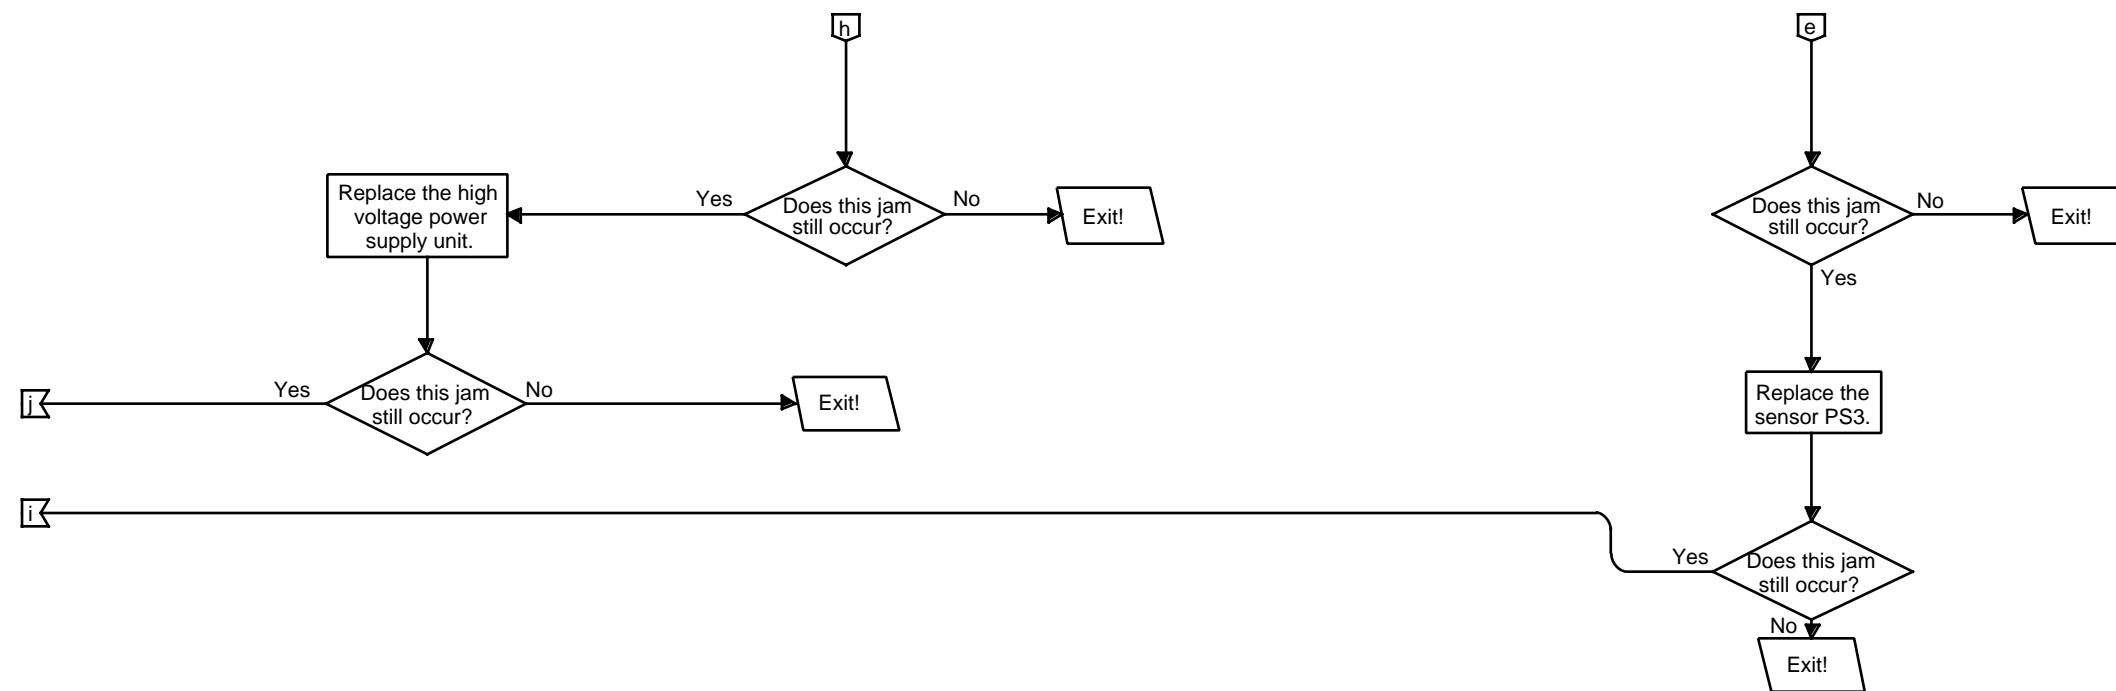 h
e
Replace the high
voltage power
supply unit.
Yes
Does this jam
still occur?
No
Exit!
Does this jam
still occur?
No
Exit!
Yes
j
Yes
Does this jam
still occur?
No
Exit!
Replace the
sensor PS3.
i
Yes
Does this jam
still occur?
No
Exit!